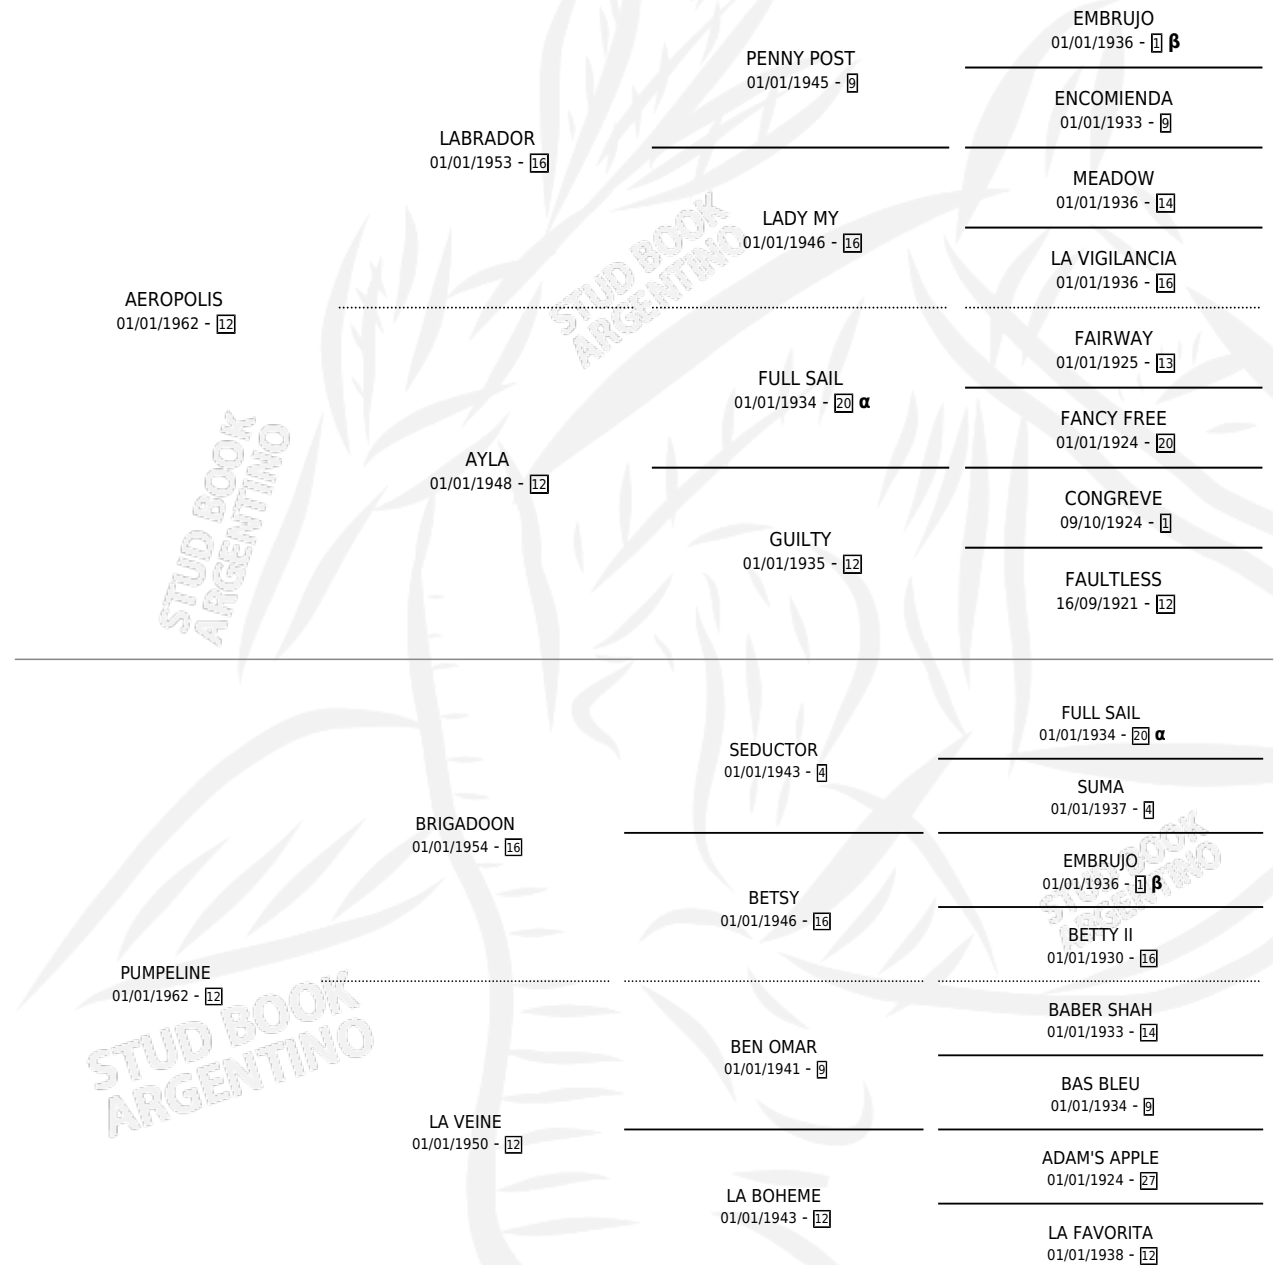 AEROPOLIS
01/01/1962 - 12
LABRADOR
01/01/1953 - 16
AYLA
01/01/1948 - 12
PENNY POST
01/01/1945 - 9
LADY MY
01/01/1946 - 16
FULL SAIL
01/01/1934 - 20 α
GUILTY
01/01/1935 - 12
EMBRUJO
01/01/1936 - 1 β
ENCOMIENDA
01/01/1933 - 9
MEADOW
01/01/1936 - 14
LA VIGILANCIA
01/01/1936 - 16
FAIRWAY
01/01/1925 - 13
FANCY FREE
01/01/1924 - 20
CONGREVE
09/10/1924 - 1
FAULTLESS
16/09/1921 - 12
STUD BOOK
ARGENTINO
STUD BOOK
ARGENTINO
PUMPELINE
01/01/1962 - 12
BRIGADOON
01/01/1954 - 16
LA VEINE
01/01/1950 - 12
SEDUCTOR
01/01/1943 - 4
BETSY
01/01/1946 - 16
BEN OMAR
01/01/1941 - 9
LA BOHEME
01/01/1943 - 12
FULL SAIL
01/01/1934 - 20 α
SUMA
01/01/1937 - 4
EMBRUJO
01/01/1936 - 1 β
BETTY II
01/01/1930 - 16
BABER SHAH
01/01/1933 - 14
BAS BLEU
01/01/1934 - 9
ADAM'S APPLE
01/01/1924 - 27
LA FAVORITA
01/01/1938 - 12
STUD BOOK
ARGENTINO
STUD BOOK
ARGENTINO